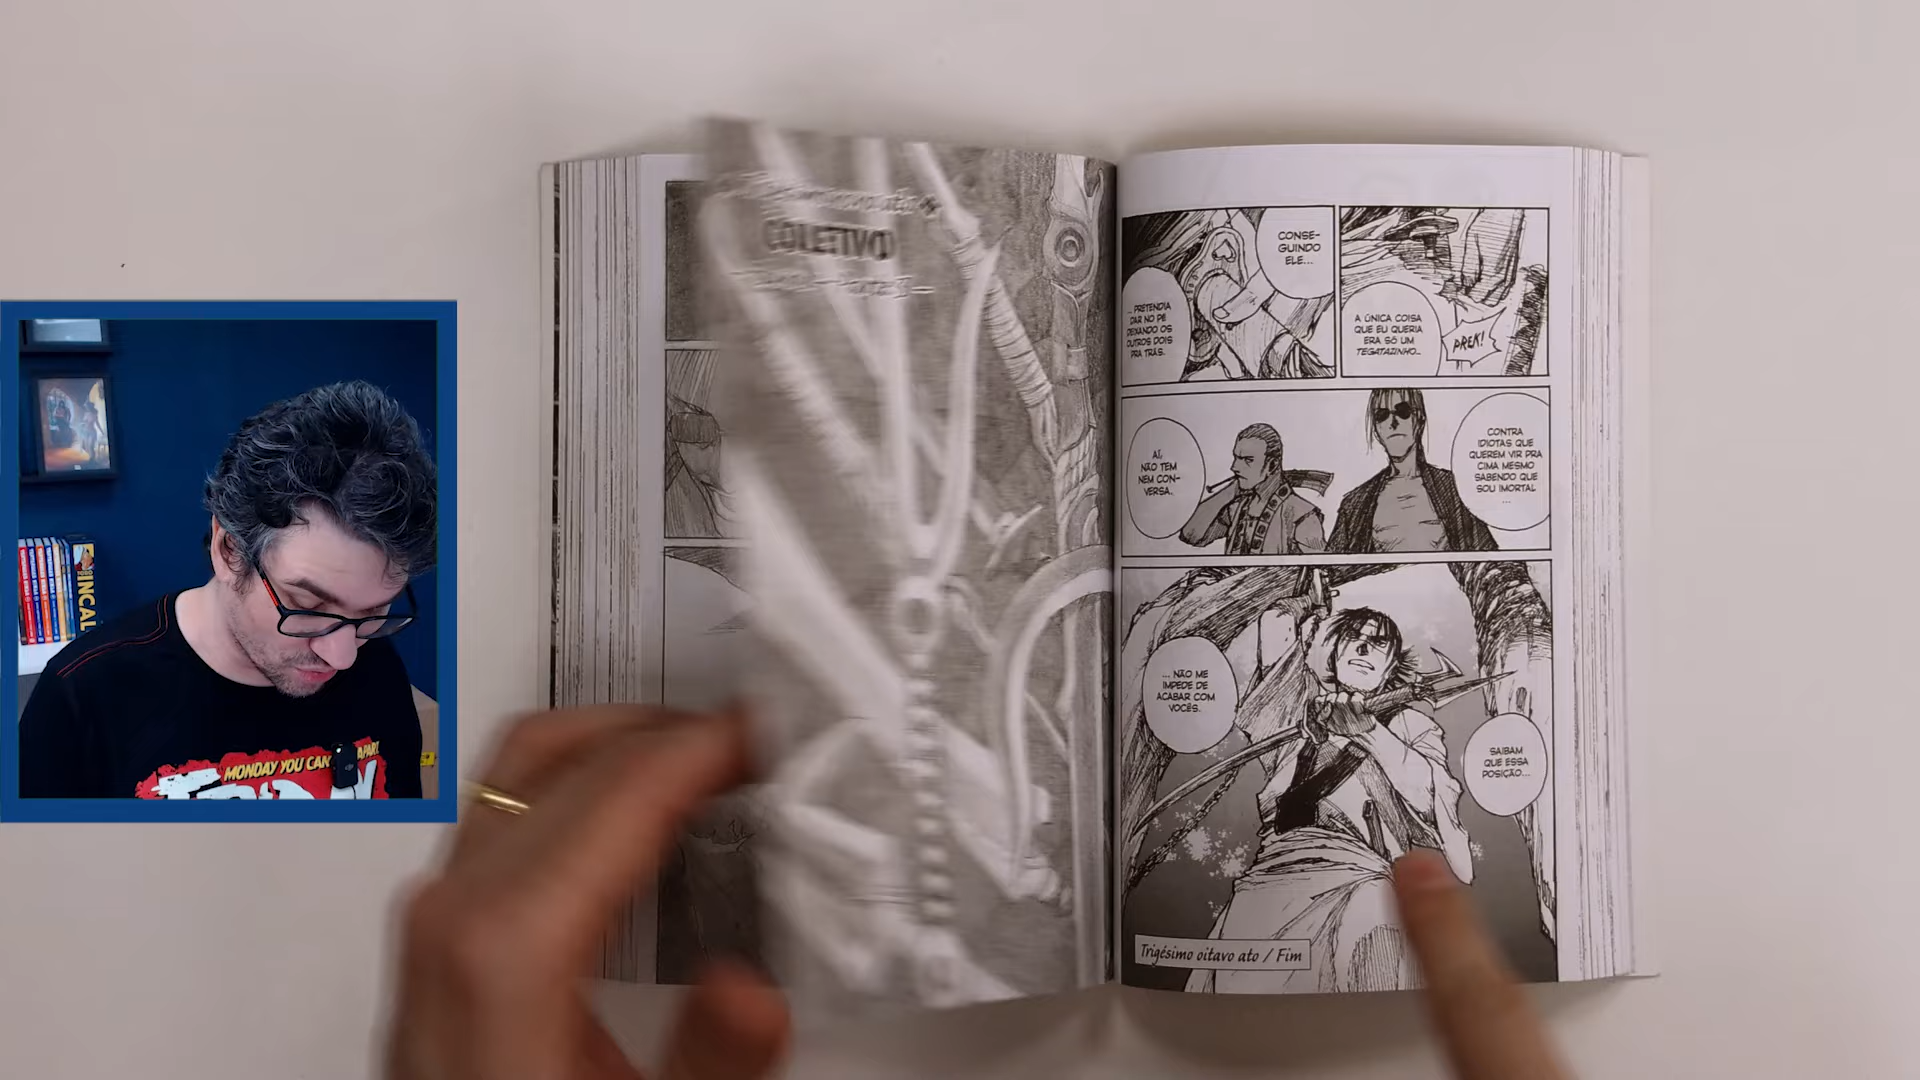 COLETIVO
CONSE-
GUINDO
ELE...
... PRETENDIA
DAR NO PÉ
DEIXANDO OS
OUTROS DOIS
PRA TRÁS.
A ÚNICA COISA
QUE EU QUERIA
ERA SÓ UM
TEGATAZINHO...
PREK!
AÍ,
NÃO TEM
NEM CON-
VERSA.
CONTRA
IDIOTAS QUE
QUEREM VIR PRA
CIMA MESMO
SABENDO QUE
SOU IMORTAL
...
... NÃO ME
IMPEDE DE
ACABAR COM
VOCÊS.
SAIBAM
QUE ESSA
POSIÇÃO...
Trigésimo oitavo ato / Fim
INCAL
MONDAY YOU CAN
APART